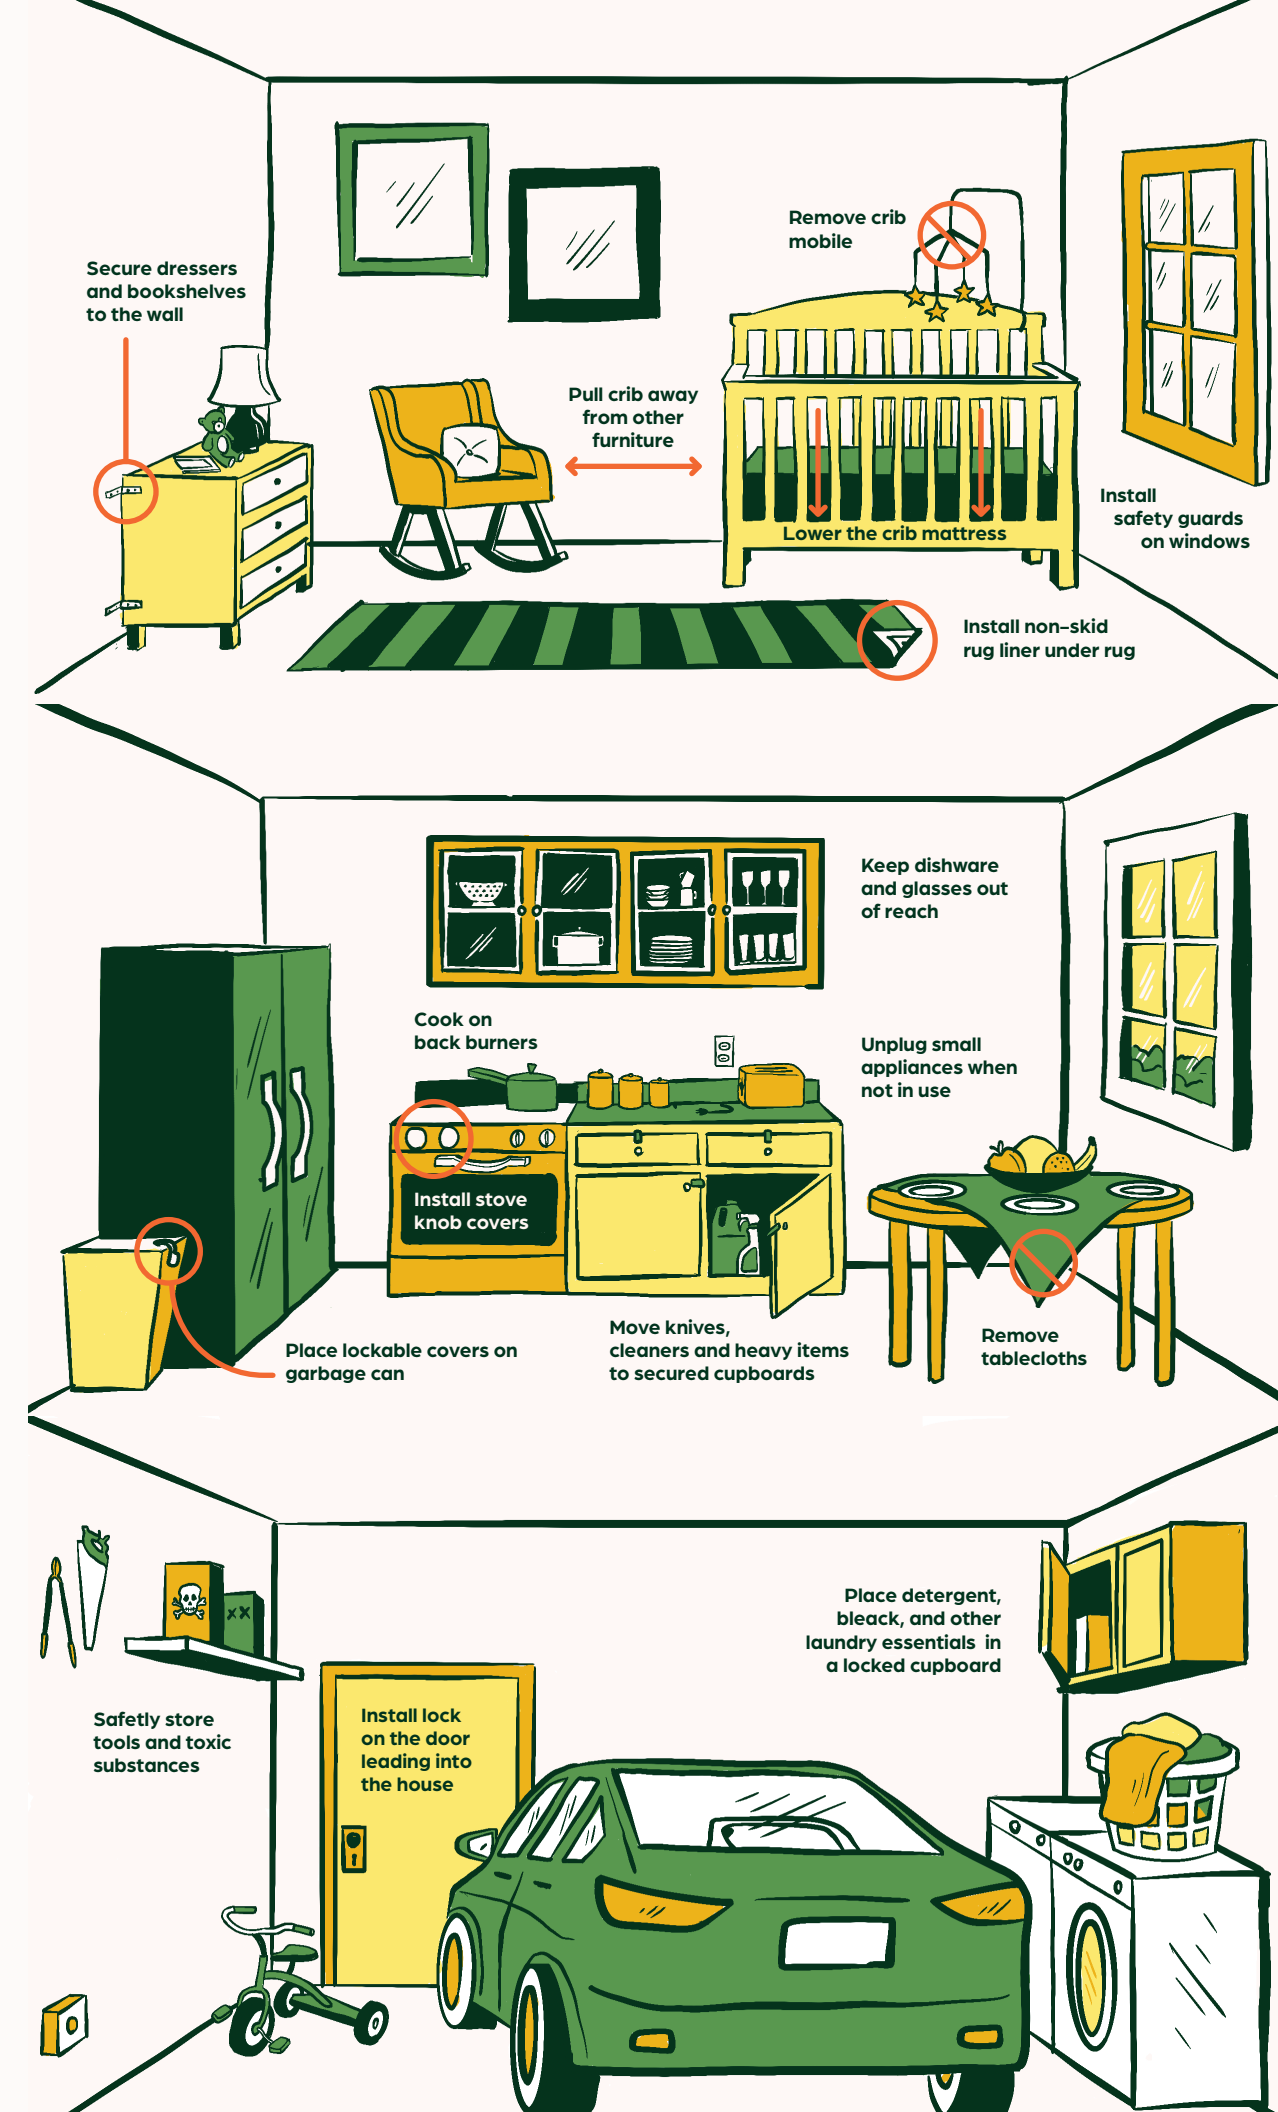 Remove crib
mobile
Secure dressers
and bookshelves
to the wall
Pull crib away
from other
furniture
Install
safety guards
on windows
Lower the crib mattress
Install non-skid
rug liner under rug
Keep dishware
and glasses out
of reach
Cook on
back burners
Unplug small
appliances when
not in use
Install stove
knob covers
Move knives,
cleaners and heavy items
to secured cupboards
Remove
tablecloths
Place lockable covers on
garbage can
Place detergent,
bleack, and other
laundry essentials in
a locked cupboard
XX
Safetly store
tools and toxic
substances
Install lock
on the door
leading into
the house